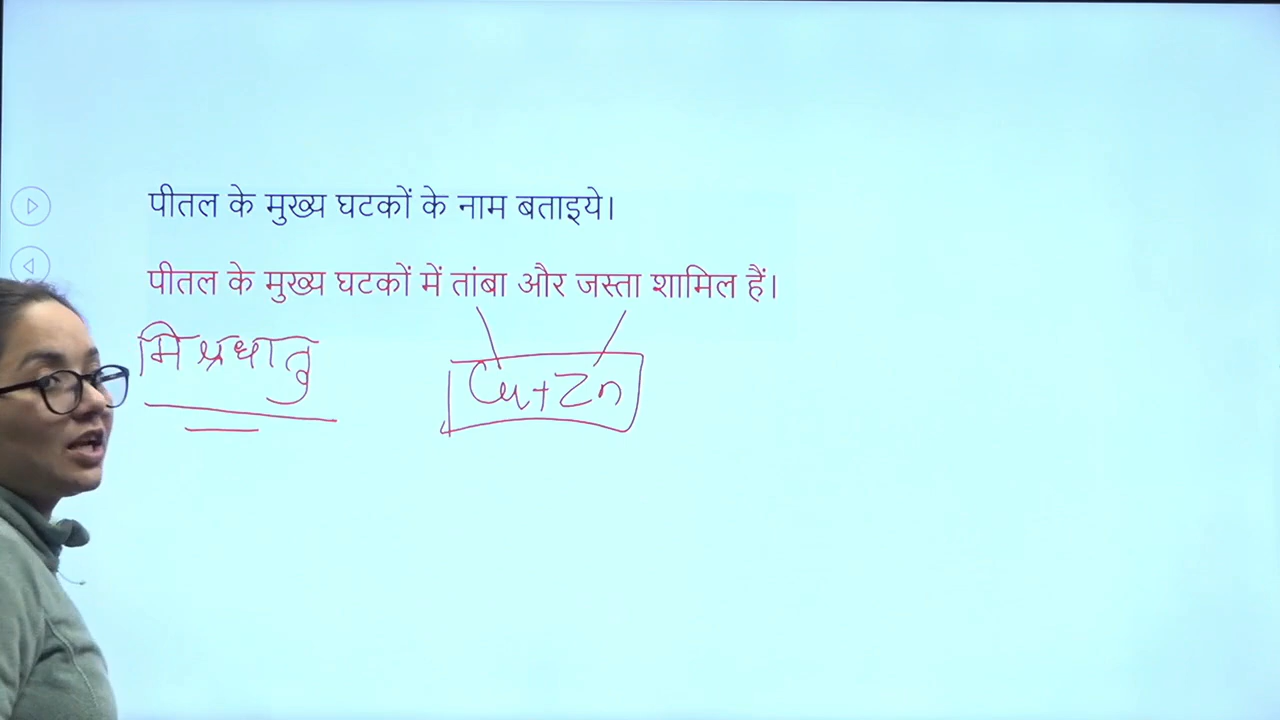 पीतल के मुख्य घटकों के नाम बताइये।
पीतल के मुख्य घटकों में तांबा और जस्ता शामिल हैं।
मिश्रधातु
Cu+Zn